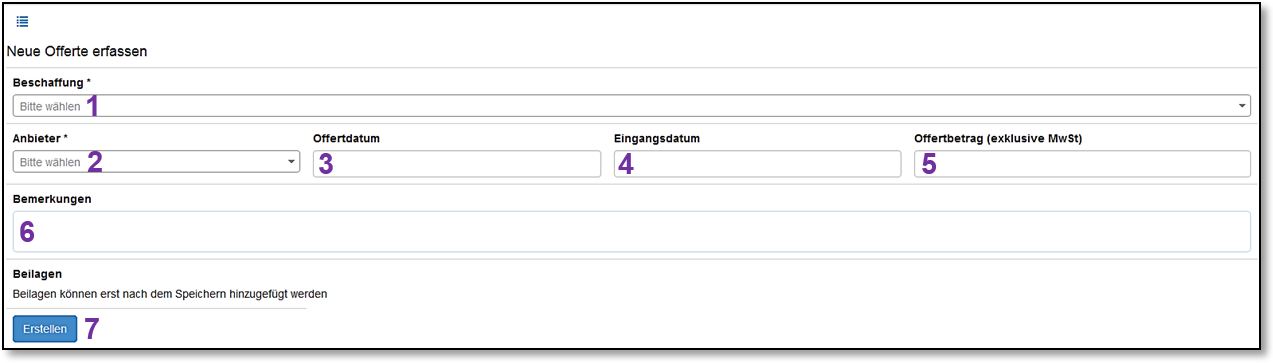 Neue Offerte erfassen
Beschaffung *
Bitte wählen 1
Anbieter * Offertdatum Eingangsdatum Offertbetrag (exklusive MwSt)
Bitte wählen 2 3 4 5
Bemerkungen
6
Beilagen
Beilagen können erst nach dem Speichern hinzugefügt werden
Erstellen 7